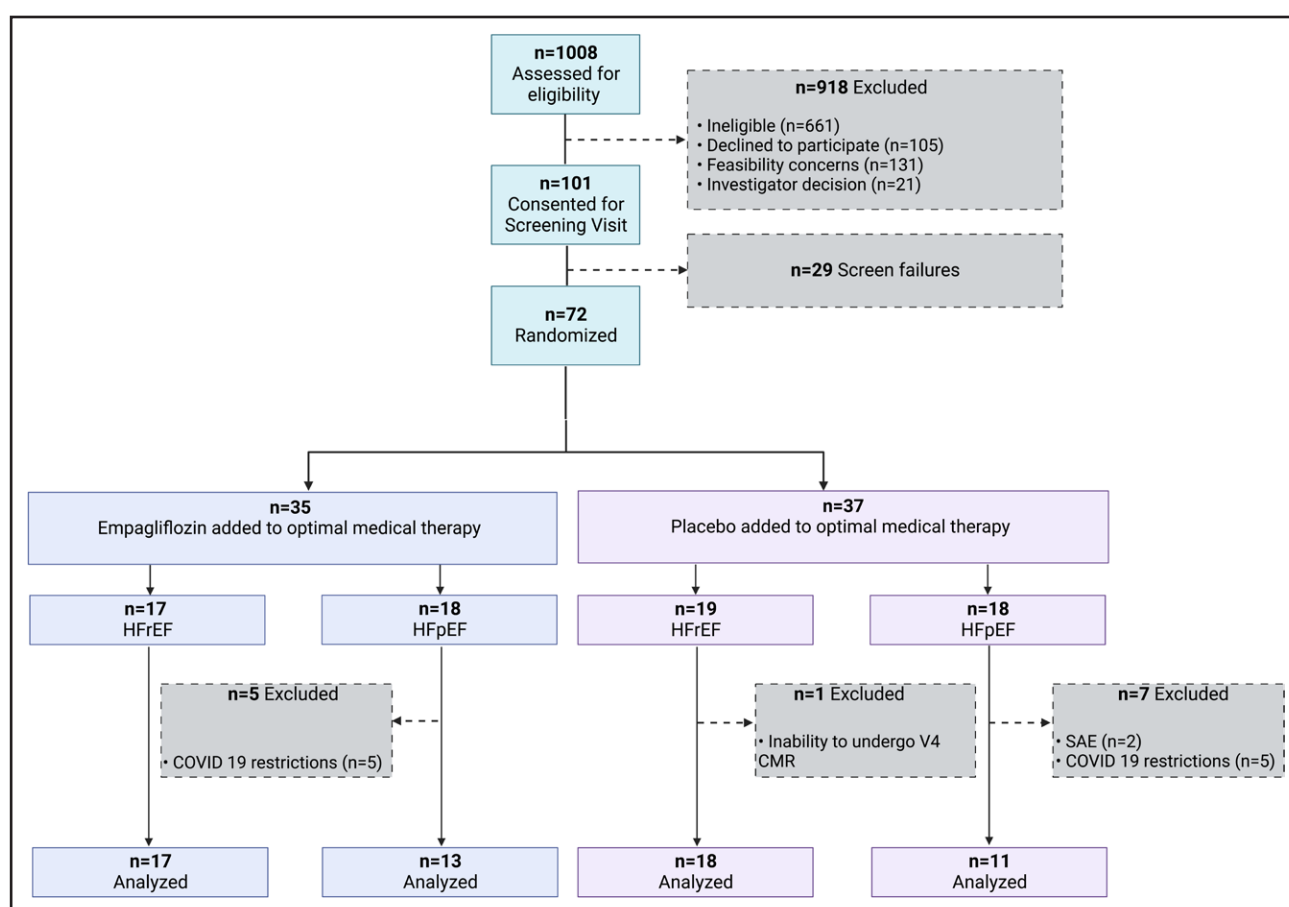 n=1008
Assessed for
eligibility
n=918 Excluded
• Ineligible (n=661)
• Declined to participate (n=105)
• Feasibility concerns (n=131)
• Investigator decision (n=21)
n=101
Consented for
Screening Visit
n=29 Screen failures
n=72
Randomized
n=35
Empagliflozin added to optimal medical therapy
n=37
Placebo added to optimal medical therapy
n=17
HFrEF
n=18
HFpEF
n=19
HFrEF
n=18
HFpEF
n=5 Excluded
• COVID 19 restrictions (n=5)
n=1 Excluded
• Inability to undergo V4
CMR
n=7 Excluded
• SAE (n=2)
• COVID 19 restrictions (n=5)
n=17
Analyzed
n=13
Analyzed
n=18
Analyzed
n=11
Analyzed